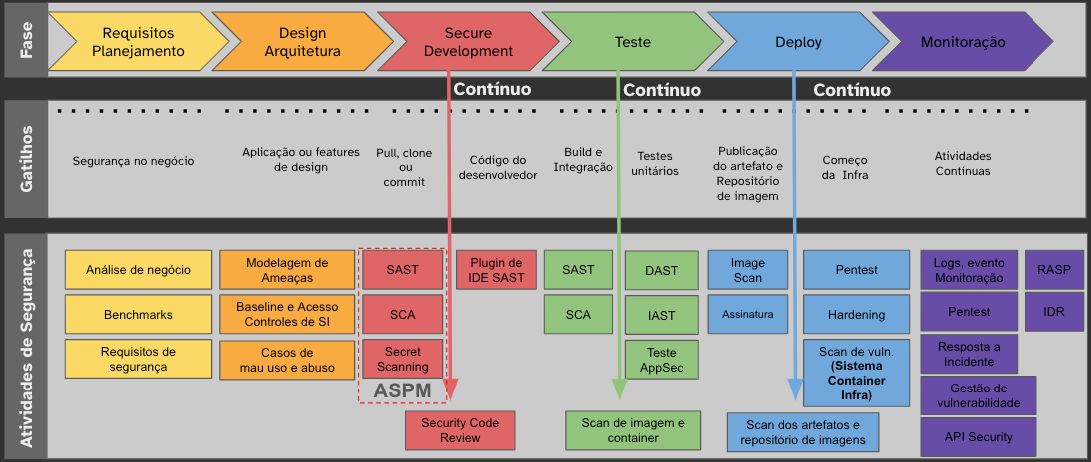 Fase
Requisitos
Planejamento
Design
Arquitetura
Secure
Development
Teste
Deploy
Monitoração
Contínuo
Contínuo
Contínuo
Gatilhos
Segurança no negócio
Aplicação ou features
de design
Pull, clone
ou
commit
Código do
desenvolvedor
Build e
Integração
Testes
unitários
Publicação
do artefato e
Repositório
de imagem
Começo
da Infra
Atividades
Contínuas
Atividades de Segurança
Análise de negócio
Benchmarks
Requisitos de
segurança
Modelagem de
Ameaças
Baseline e Acesso
Controles de SI
Casos de
mau uso e abuso
SAST
SCA
Secret
Scanning
ASPM
Plugin de
IDE SAST
Security Code
Review
SAST
SCA
DAST
IAST
Teste
AppSec
Scan de imagem e
container
Image
Scan
Assinatura
Pentest
Hardening
Scan de vuln.
(Sistema
Container
Infra)
Scan dos artefatos e
repositório de imagens
Logs, evento
Monitoração
Pentest
Resposta a
Incidente
Gestão de
vulnerabilidade
API Security
RASP
IDR